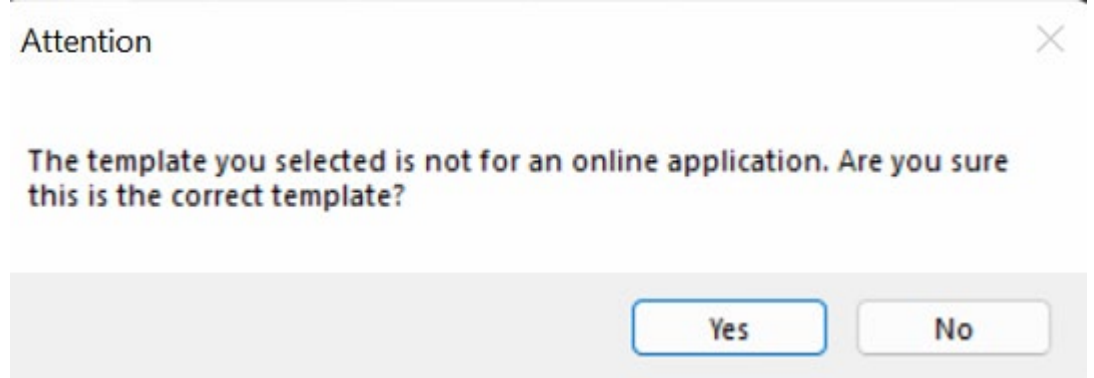 Attention
The template you selected is not for an online application. Are you sure
this is the correct template?
Yes
No